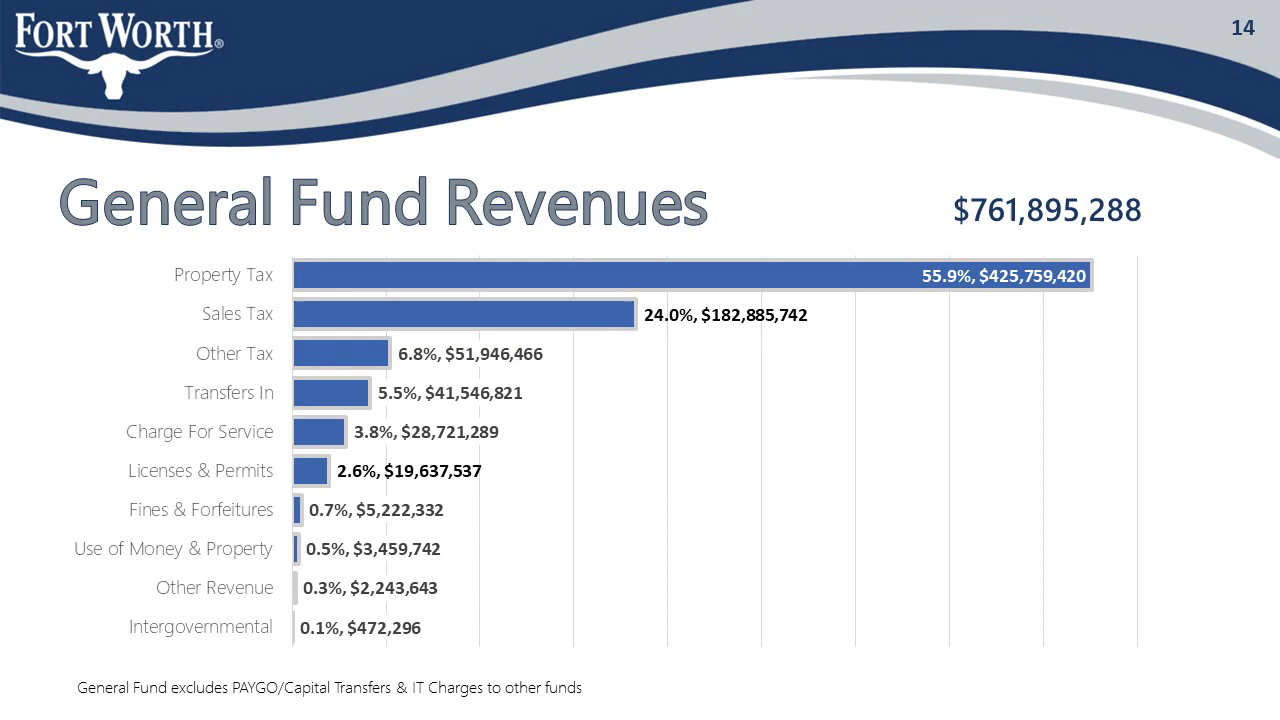 FORT WORTH®
14
General Fund Revenues
$761,895,288
Property Tax 55.9%, $425,759,420
Sales Tax 24.0%, $182,885,742
Other Tax 6.8%, $51,946,466
Transfers In 5.5%, $41,546,821
Charge For Service 3.8%, $28,721,289
Licenses & Permits 2.6%, $19,637,537
Fines & Forfeitures 0.7%, $5,222,332
Use of Money & Property 0.5%, $3,459,742
Other Revenue 0.3%, $2,243,643
Intergovernmental 0.1%, $472,296
General Fund excludes PAYGO/Capital Transfers & IT Charges to other funds